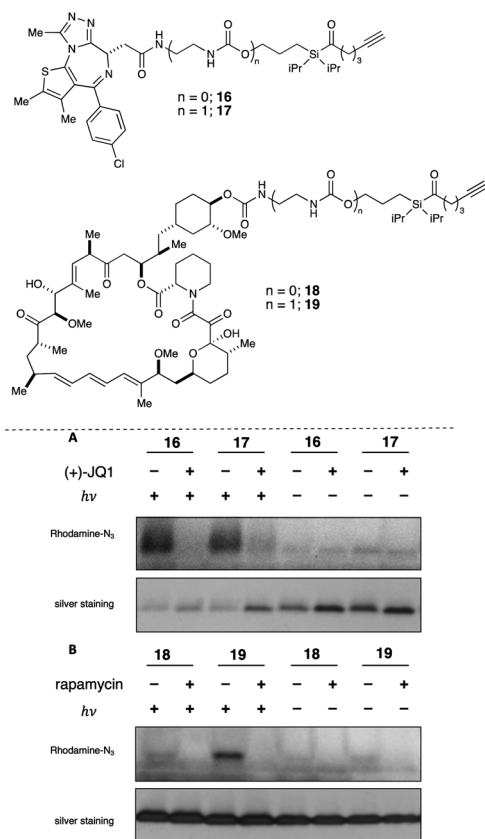 N N O O O
Me N H N N H O n Si 3
S N O iPr iPr
Me Me
n = 0; 16
n = 1; 17
Cl
O O O
O N H N H O n Si 3
OMe iPr iPr
Me
Me
O
HO Me O O N
n = 0; 18
n = 1; 19
OMe O O
O O OH
Me OMe O Me
Me Me
A
16 17 16 17
(+)-JQ1 − + − + − + − +
hν + + + + − − − −
Rhodamine-N3
silver staining
B
18 19 18 19
rapamycin − + − + − + − +
hν + + + + − − − −
Rhodamine-N3
silver staining